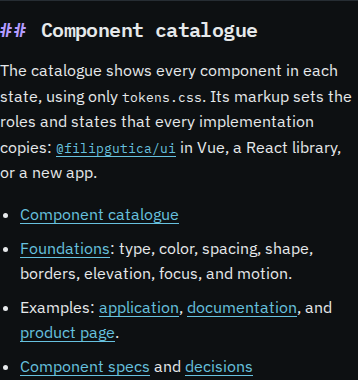 ## Component catalogue
The catalogue shows every component in each
state, using only tokens.css. Its markup sets the
roles and states that every implementation
copies: @filipgutica/ui in Vue, a React library,
or a new app.
• Component catalogue
• Foundations: type, color, spacing, shape,
borders, elevation, focus, and motion.
• Examples: application, documentation, and
product page.
• Component specs and decisions